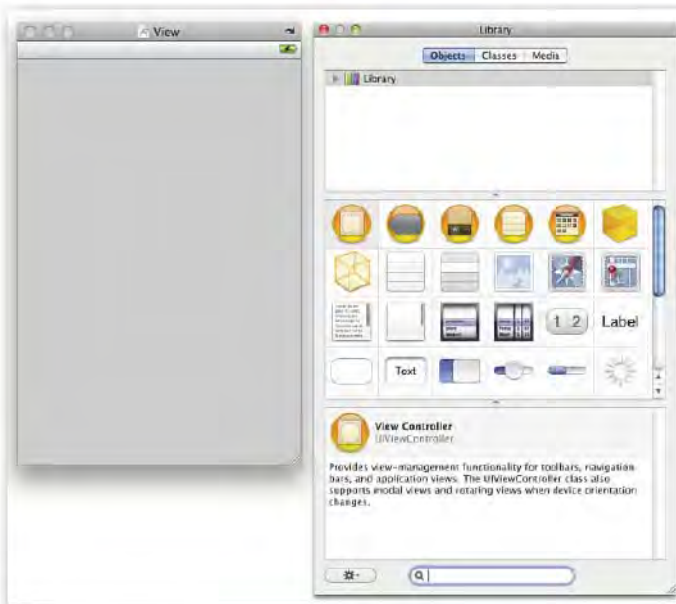 View
Library
Objects Classes Media
Library
1 2 Label
Text
View Controller
UIViewController
Provides view-management functionality for toolbars, navigation
bars, and application views. The UIViewController class also
supports modal views and rotating views when device orientation
changes.